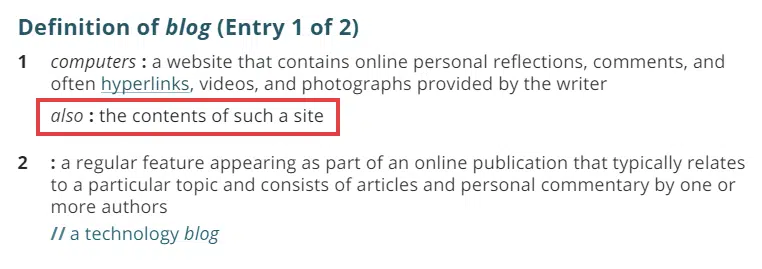 Definition of blog (Entry 1 of 2)
1 computers : a website that contains online personal reflections, comments, and
often hyperlinks, videos, and photographs provided by the writer
also : the contents of such a site
2 : a regular feature appearing as part of an online publication that typically relates
to a particular topic and consists of articles and personal commentary by one or
more authors
// a technology blog